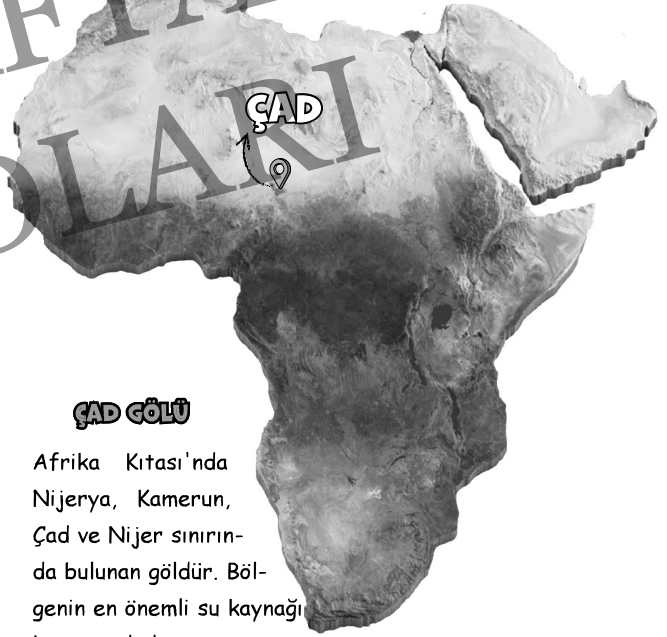 ÇAD
ÇAD GÖLÜ
Afrika Kıtası'nda
Nijerya, Kamerun,
Çad ve Nijer sınırın-
da bulunan göldür. Böl-
genin en önemli su kaynağı